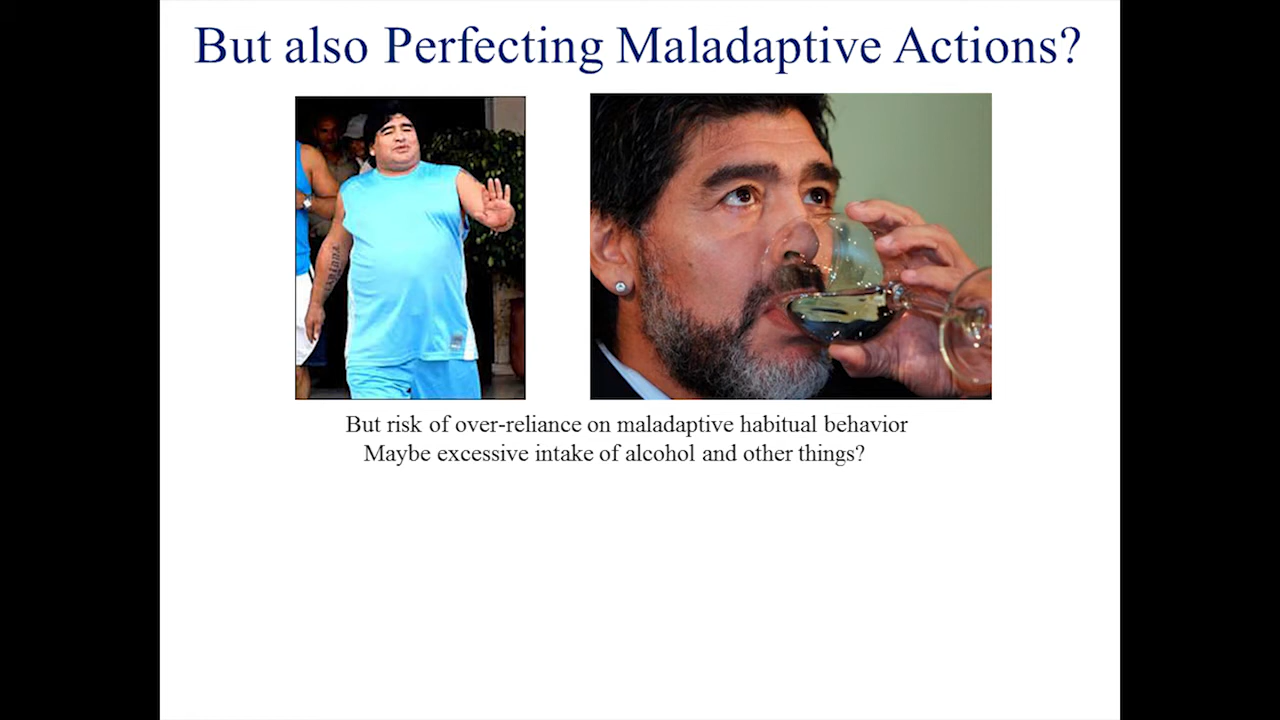 But also Perfecting Maladaptive Actions?
But risk of over-reliance on maladaptive habitual behavior
Maybe excessive intake of alcohol and other things?